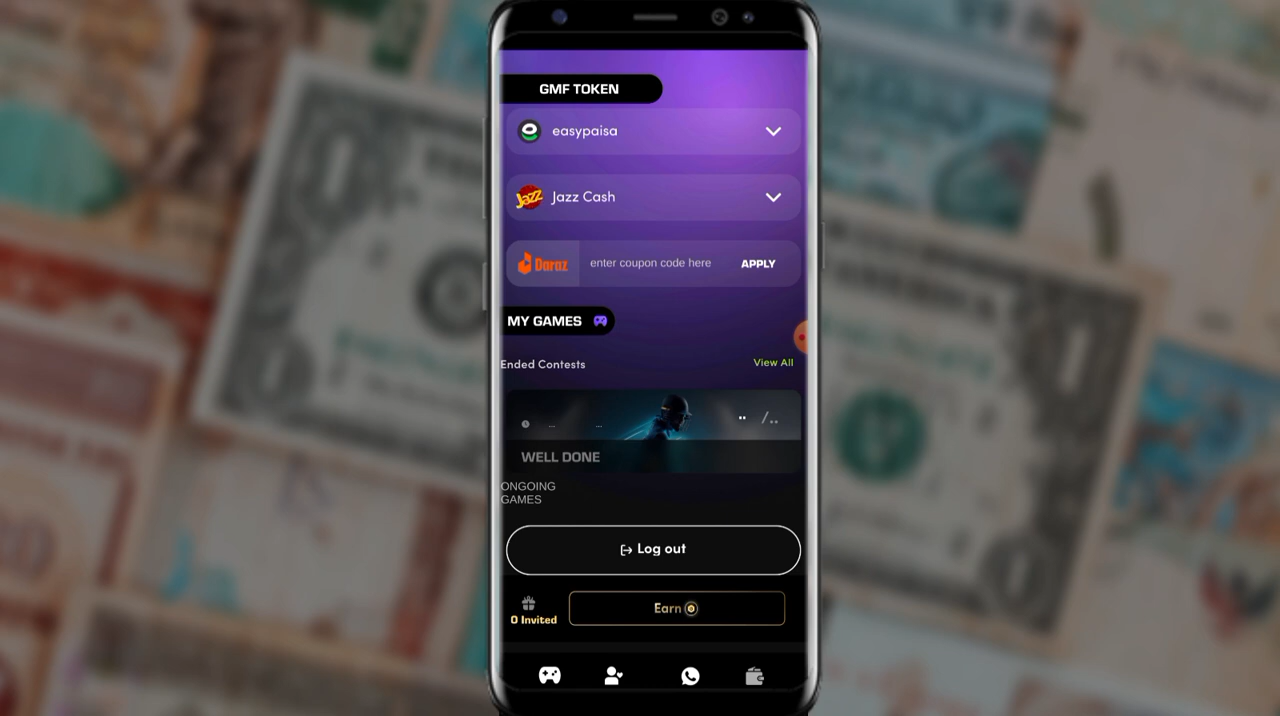 GMF TOKEN
easypaisa
Jazz
Jazz Cash
Daraz
enter coupon code here
APPLY
MY GAMES
Ended Contests
View All
WELL DONE
ONGOING
GAMES
Log out
0 Invited
Earn